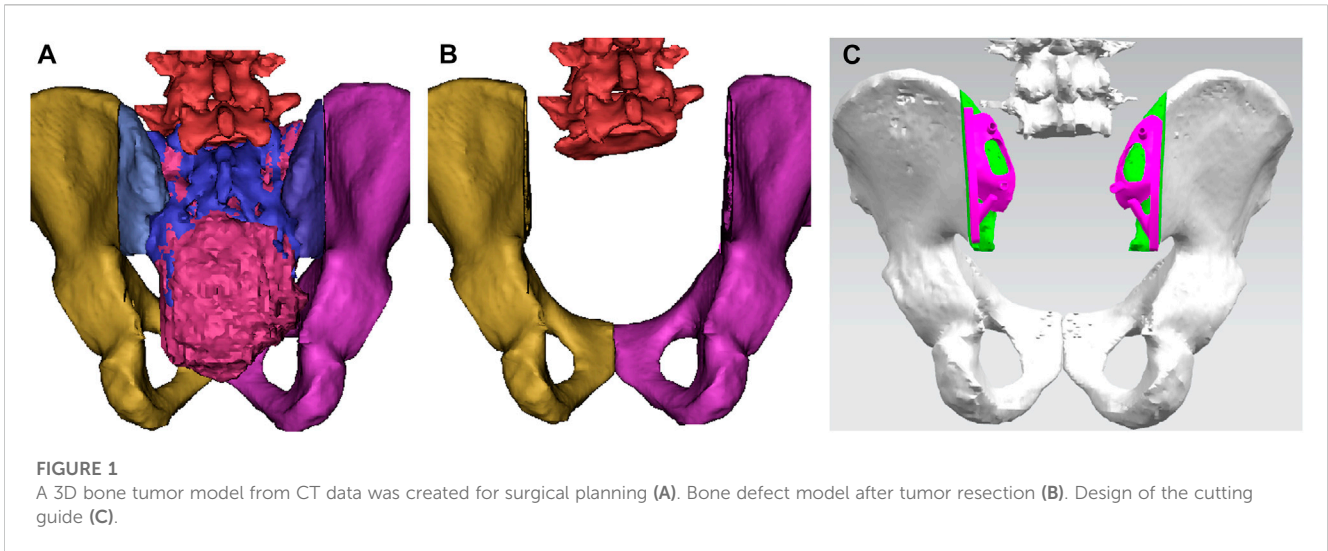 A
B
C
FIGURE 1
A 3D bone tumor model from CT data was created for surgical planning (A). Bone defect model after tumor resection (B). Design of the cutting
guide (C).